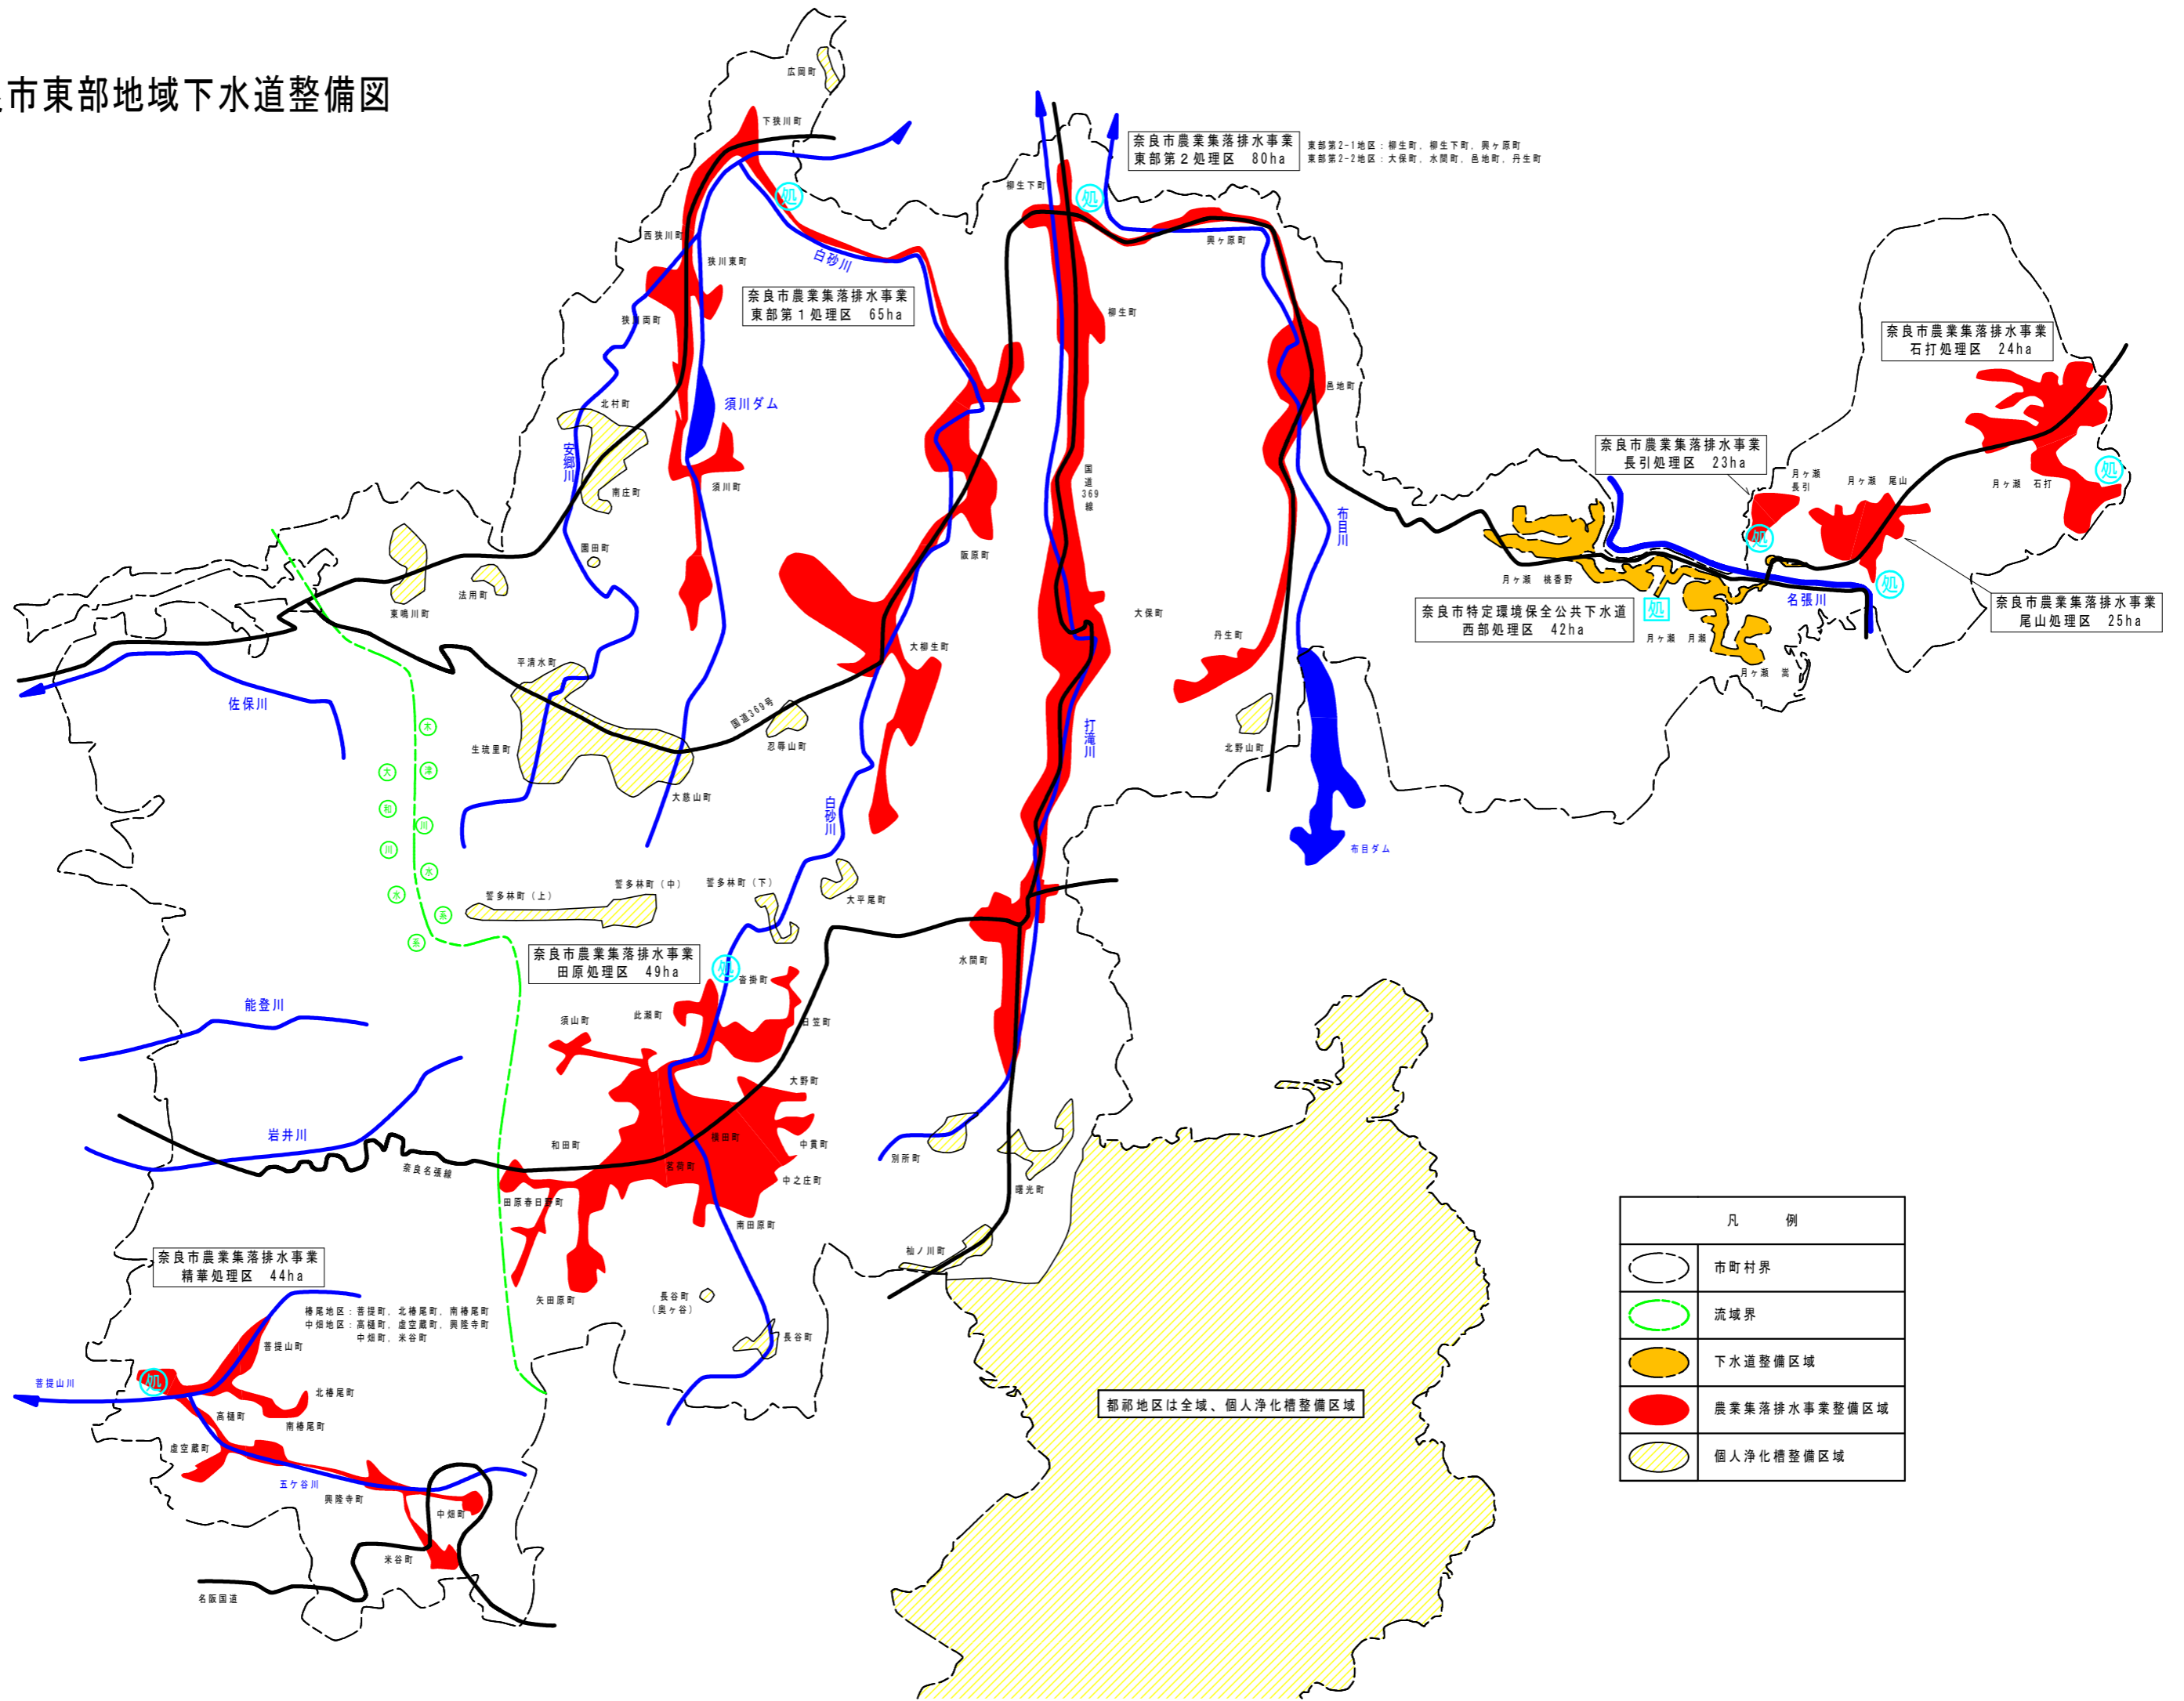 市東部地域下水道整備図
広岡町
下狭川町
処
西狭川町
狭川東町
白砂川
奈良市農業集落排水事業
東部第1処理区 65ha
狭川両町
須川ダム
北村町
安郷川
南庄町
須川町
園田町
東鳴川町
法用町
阪原町
平清水町
大柳生町
佐保川
国道369号
忍辱山町
生琉里町
大慈山町
白砂川
奈良市農業集落排水事業
東部第2処理区 80ha
東部第2-1地区:柳生町、柳生下町、興ヶ原町
東部第2-2地区:大保町、水間町、邑地町、丹生町
柳生下町
処
興ヶ原町
柳生町
邑地町
国道369線
布目川
大保町
丹生町
打滝川
北野山町
布目ダム
奈良市農業集落排水事業
石打処理区 24ha
奈良市農業集落排水事業
長引処理区 23ha
月ヶ瀬
長引
月ヶ瀬 尾山
月ヶ瀬 石打
処
処
処
月ヶ瀬 桃香野
名張川
奈良市特定環境保全公共下水道
西部処理区 42ha
処
月ヶ瀬 月瀬
月ヶ瀬 嵩
奈良市農業集落排水事業
尾山処理区 25ha
木
津
川
水
系
大
和
川
水
系
誓多林町(上)
誓多林町(中)
誓多林町(下)
大平尾町
奈良市農業集落排水事業
田原処理区 49ha
処
沓掛町
水間町
能登川
須山町
此瀬町
日笠町
大野町
岩井川
和田町
横田町
中貫町
奈良名張線
茗荷町
中之庄町
別所町
曙光町
田原春日野町
南田原町
杣ノ川町
矢田原町
長谷町
(奥ヶ谷)
長谷町
奈良市農業集落排水事業
精華処理区 44ha
椿尾地区:菩提町、北椿尾町、南椿尾町
中畑地区:高樋町、虚空蔵町、興隆寺町
中畑町、米谷町
菩提山町
処
菩提山川
北椿尾町
高樋町
南椿尾町
虚空蔵町
五ケ谷川
興隆寺町
中畑町
米谷町
名阪国道
都祁地区は全域、個人浄化槽整備区域
凡 例
市町村界
流域界
下水道整備区域
農業集落排水事業整備区域
個人浄化槽整備区域